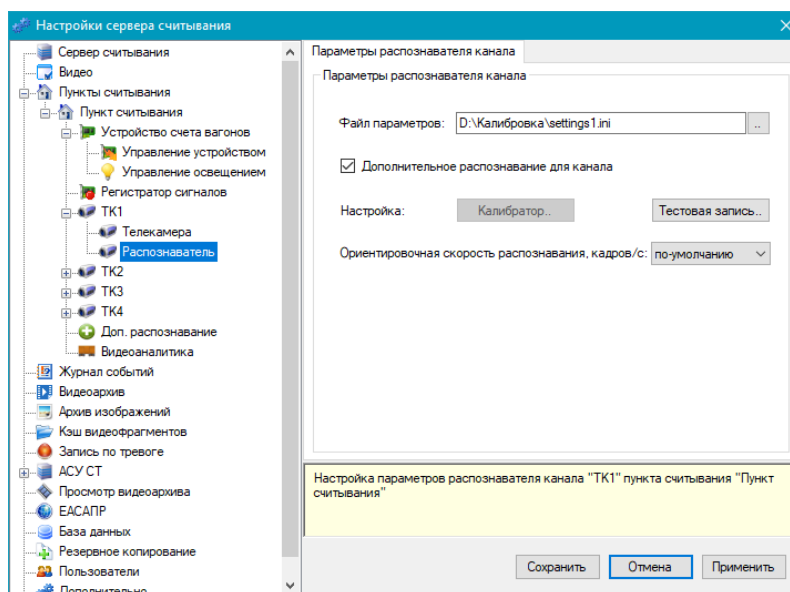 Настройки сервера считывания
Сервер считывания
Видео
Пункты считывания
Пункт считывания
Устройство счета вагонов
Управление устройством
Управление освещением
Регистратор сигналов
ТК1
Телекамера
Распознаватель
ТК2
ТК3
ТК4
Доп. распознавание
Видеоаналитика
Журнал событий
Видеоархив
Архив изображений
Кэш видеофрагментов
Запись по тревоге
АСУ СТ
Просмотр видеоархива
ЕАСАПР
База данных
Резервное копирование
Пользователи
Дополнительно
Параметры распознавателя канала
Параметры распознавателя канала
Файл параметров: D:\Калибровка\settings1.ini ..
Дополнительное распознавание для канала
Настройка: Калибратор.. Тестовая запись..
Ориентировочная скорость распознавания, кадров/с: по-умолчанию
Настройка параметров распознавателя канала "ТК1" пункта считывания "Пункт
считывания"
Сохранить Отмена Применить